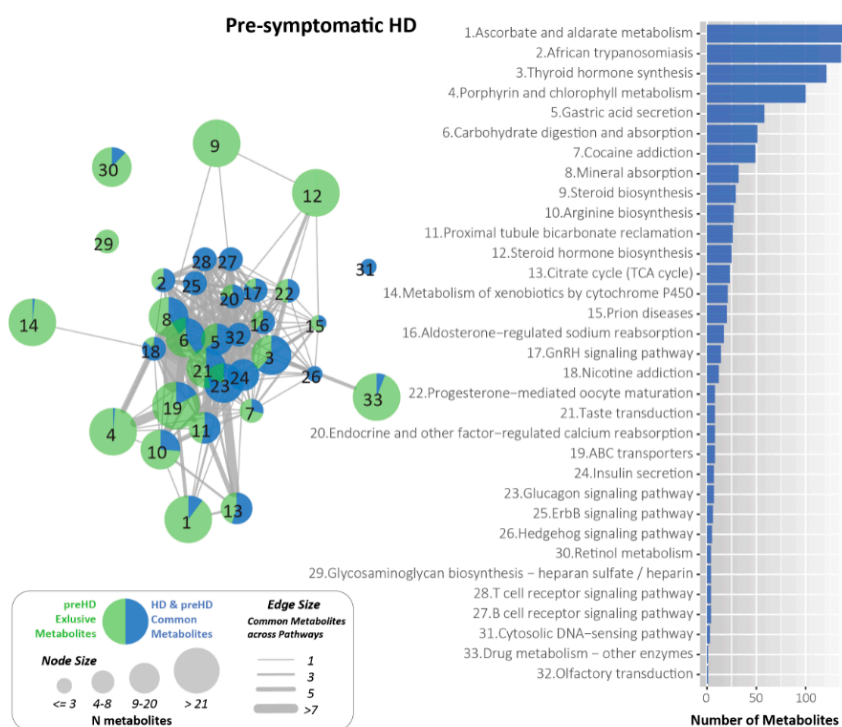 Pre-symptomatic HD
1.Ascorbate and aldarate metabolism
2.African trypanosomiasis
3.Thyroid hormone synthesis
4.Porphyrin and chlorophyll metabolism
5.Gastric acid secretion
6.Carbohydrate digestion and absorption
7.Cocaine addiction
8.Mineral absorption
9.Steroid biosynthesis
10.Arginine biosynthesis
11.Proximal tubule bicarbonate reclamation
12.Steroid hormone biosynthesis
13.Citrate cycle (TCA cycle)
14.Metabolism of xenobiotics by cytochrome P450
15.Prion diseases
16.Aldosterone−regulated sodium reabsorption
17.GnRH signaling pathway
18.Nicotine addiction
22.Progesterone−mediated oocyte maturation
21.Taste transduction
20.Endocrine and other factor−regulated calcium reabsorption
19.ABC transporters
24.Insulin secretion
23.Glucagon signaling pathway
25.ErbB signaling pathway
26.Hedgehog signaling pathway
30.Retinol metabolism
29.Glycosaminoglycan biosynthesis − heparan sulfate / heparin
28.T cell receptor signaling pathway
27.B cell receptor signaling pathway
31.Cytosolic DNA−sensing pathway
33.Drug metabolism − other enzymes
32.Olfactory transduction
0 50 100
Number of Metabolites
9
30
12
29
28 27
31
2
25
20 17 22
14
8
16 15
6 5 32
18
3
21
24 26
23
33
19
7
4
11
10
13
1
preHD
Exlusive
Metabolites
HD & preHD
Common
Metabolites
Node Size
<= 3 4-8 9-20 > 21
N metabolites
Edge Size
Common Metabolites
across Pathways
1
3
5
>7